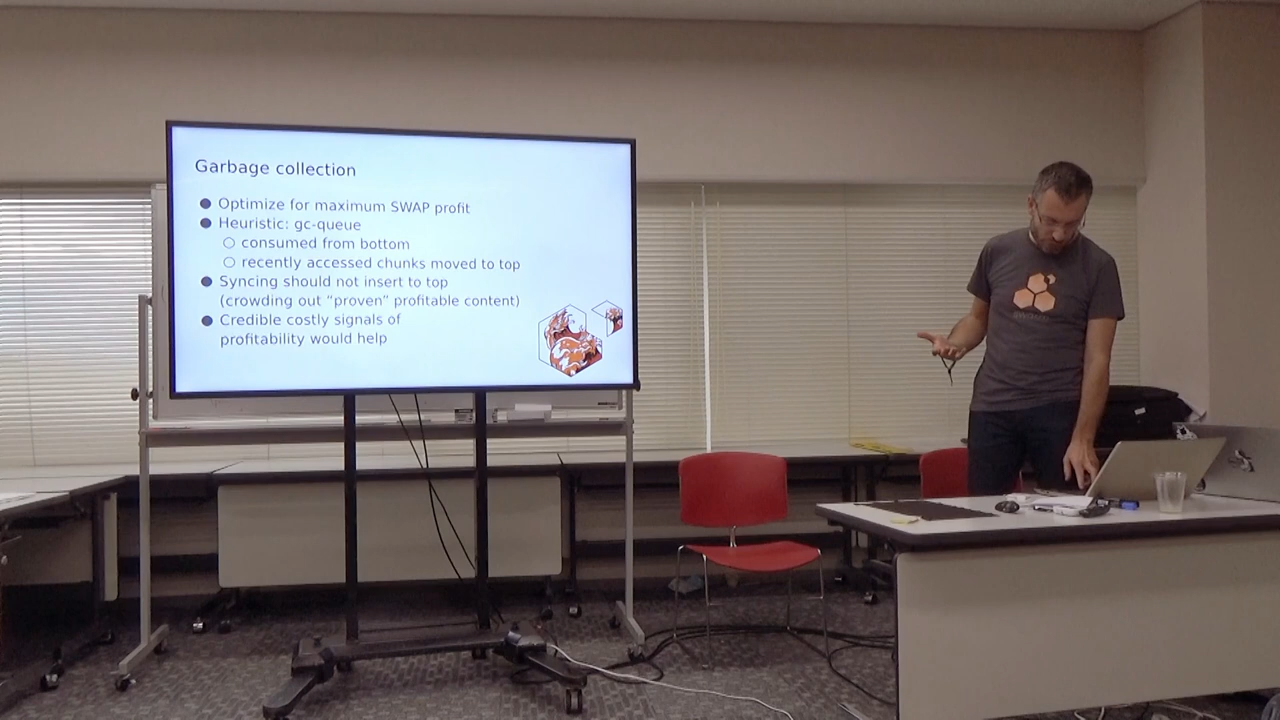 Garbage collection
● Optimize for maximum SWAP profit
● Heuristic: gc-queue
○ consumed from bottom
○ recently accessed chunks moved to top
● Syncing should not insert to top
(crowding out “proven” profitable content)
● Credible costly signals of
profitability would help